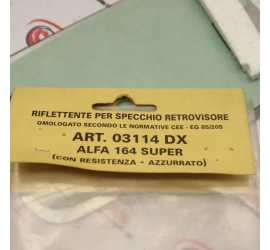 RIFLETTENTE PER SPECCHIO RETROVISORE
OMOLOGATO SECONDO LE NORMATIVE CEE - EG 85/205
ART. 03114 DX
ALFA 164 SUPER
(CON RESISTENZA - AZZURRATO)